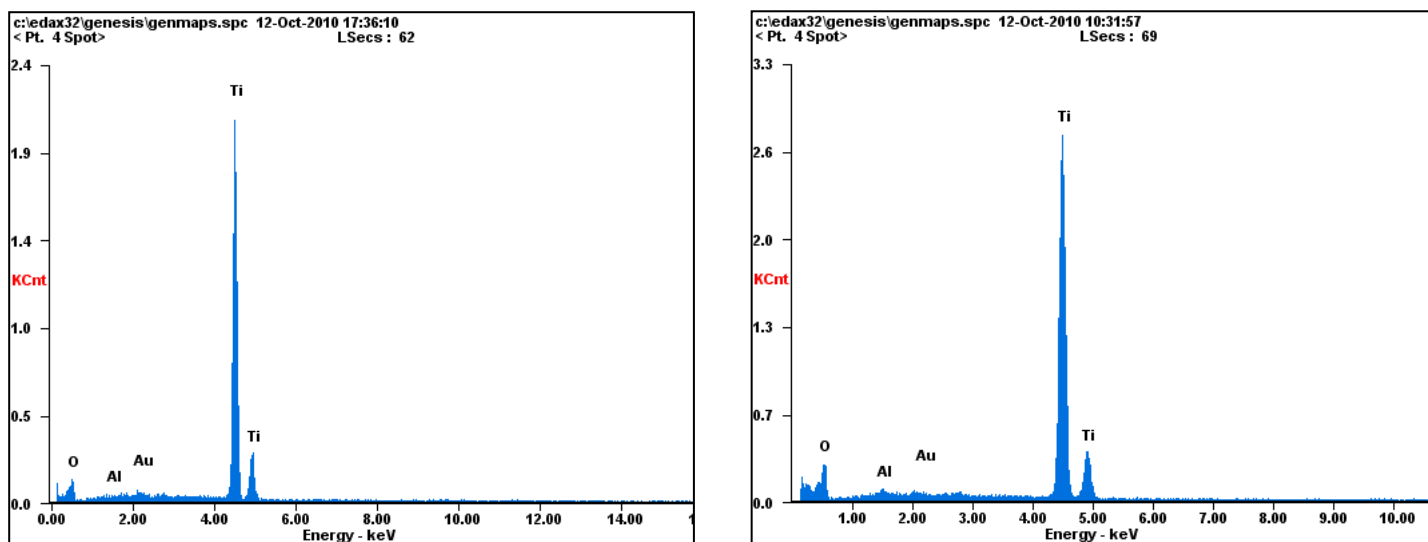 c:\edax32\genesis\genmaps.spc 12-Oct-2010 17:36:10
< Pt. 4 Spot> LSecs : 62
2.4
Ti
1.9
1.4
KCnt
1.0
0.5
Ti
O
Au
Al
0.0
0.00 2.00 4.00 6.00 8.00 10.00 12.00 14.00 1
Energy - keV
c:\edax32\genesis\genmaps.spc 12-Oct-2010 10:31:57
< Pt. 4 Spot> LSecs : 69
3.3
Ti
2.6
2.0
KCnt
1.3
0.7
Ti
O
Au
Al
0.0
1.00 2.00 3.00 4.00 5.00 6.00 7.00 8.00 9.00 10.00
Energy - keV